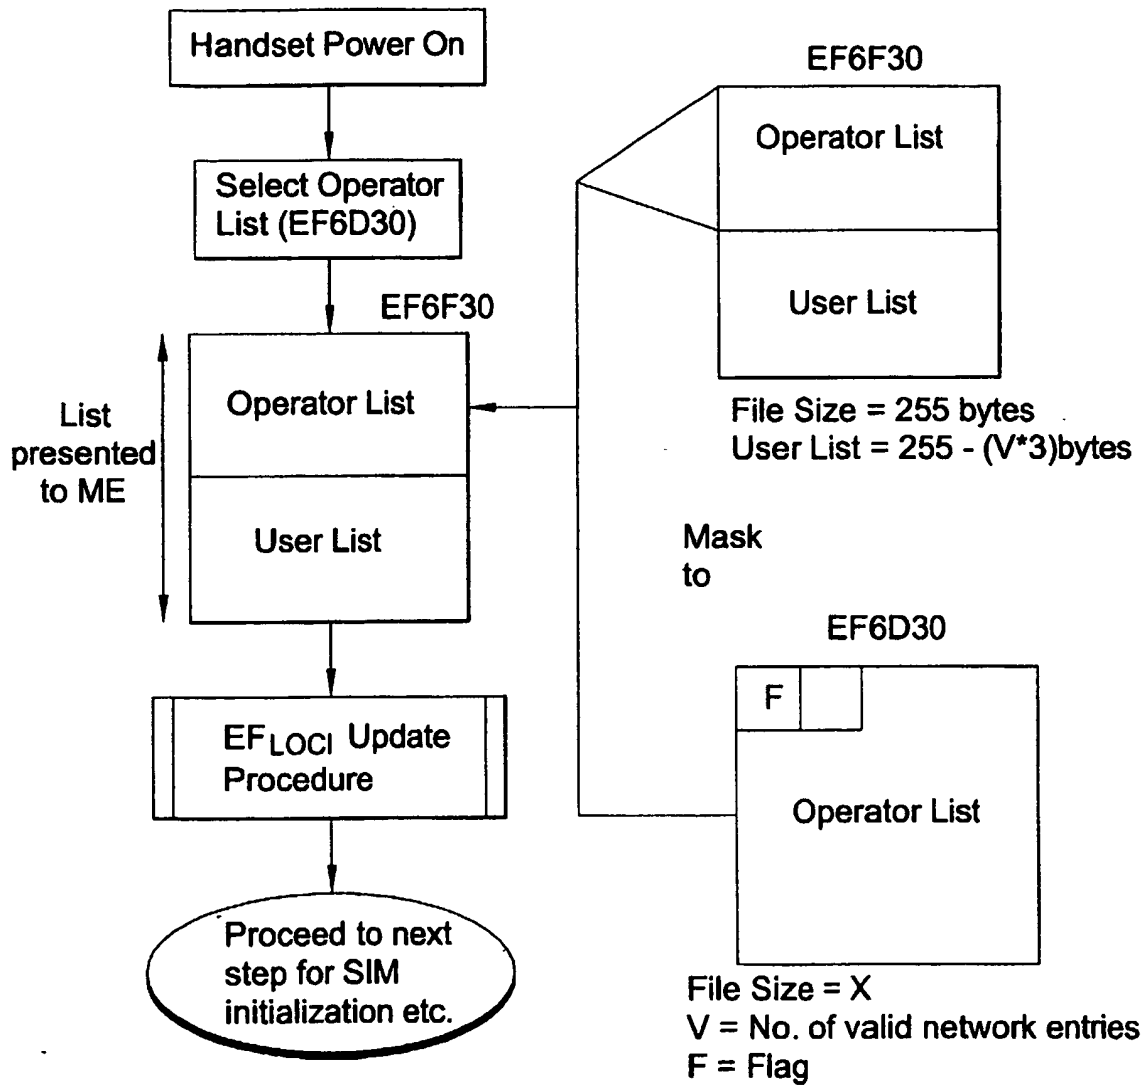 Handset Power On
Select Operator
List (EF6D30)
EF6F30
Operator List
User List
List
presented
to ME
EFLOCI Update
Procedure
Proceed to next
step for SIM
initialization etc.
EF6F30
Operator List
User List
File Size = 255 bytes
User List = 255 - (V*3)bytes
Mask
to
EF6D30
F
Operator List
File Size = X
V = No. of valid network entries
F = Flag